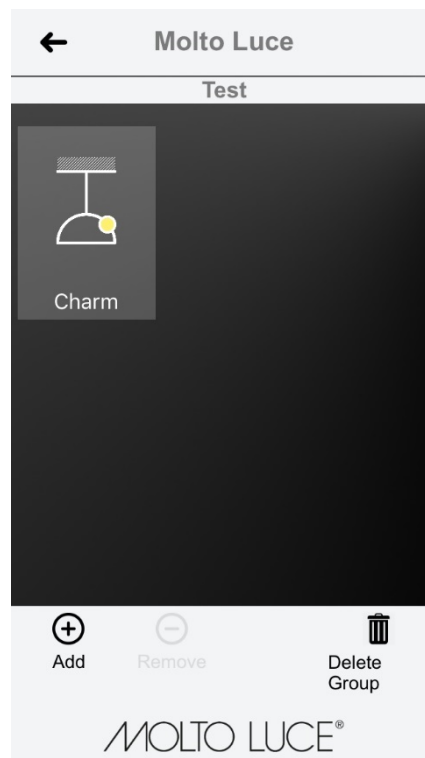 Molto Luce
Test
Charm
Add
Remove
Delete
Group
MOLTO LUCE®